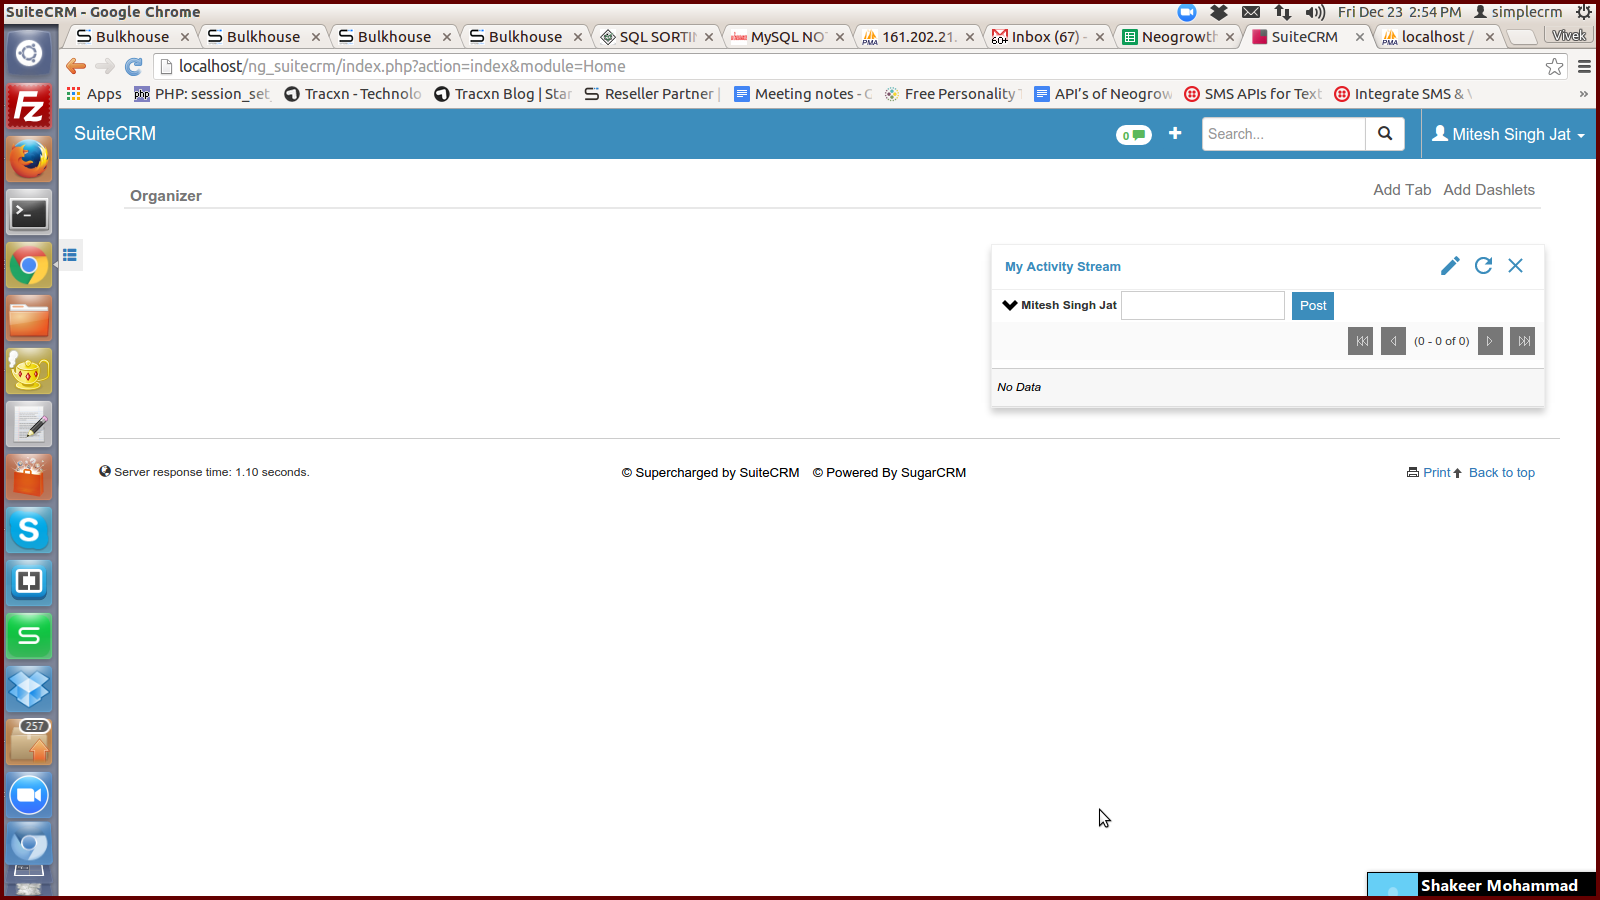 SuiteCRM - Google Chrome
Fri Dec 23 2:54 PM simplecrm
Bulkhouse
Bulkhouse
Bulkhouse
Bulkhouse
SQL SORTI
MySQL NO
161.202.21.
Inbox (67) -
Neogrowth
SuiteCRM
localhost /
Vivek
localhost/ng_suitecrm/index.php?action=index&module=Home
Apps
PHP: session_set
Tracxn - Technolo
Tracxn Blog | Star
Reseller Partner |
Meeting notes - C
Free Personality T
API's of Neogrow
SMS APIs for Text
Integrate SMS & V
»
SuiteCRM
0
Search...
Mitesh Singh Jat
Organizer
Add Tab Add Dashlets
My Activity Stream
Mitesh Singh Jat
Post
(0 - 0 of 0)
No Data
Server response time: 1.10 seconds.
© Supercharged by SuiteCRM © Powered By SugarCRM
Print Back to top
257
Shakeer Mohammad